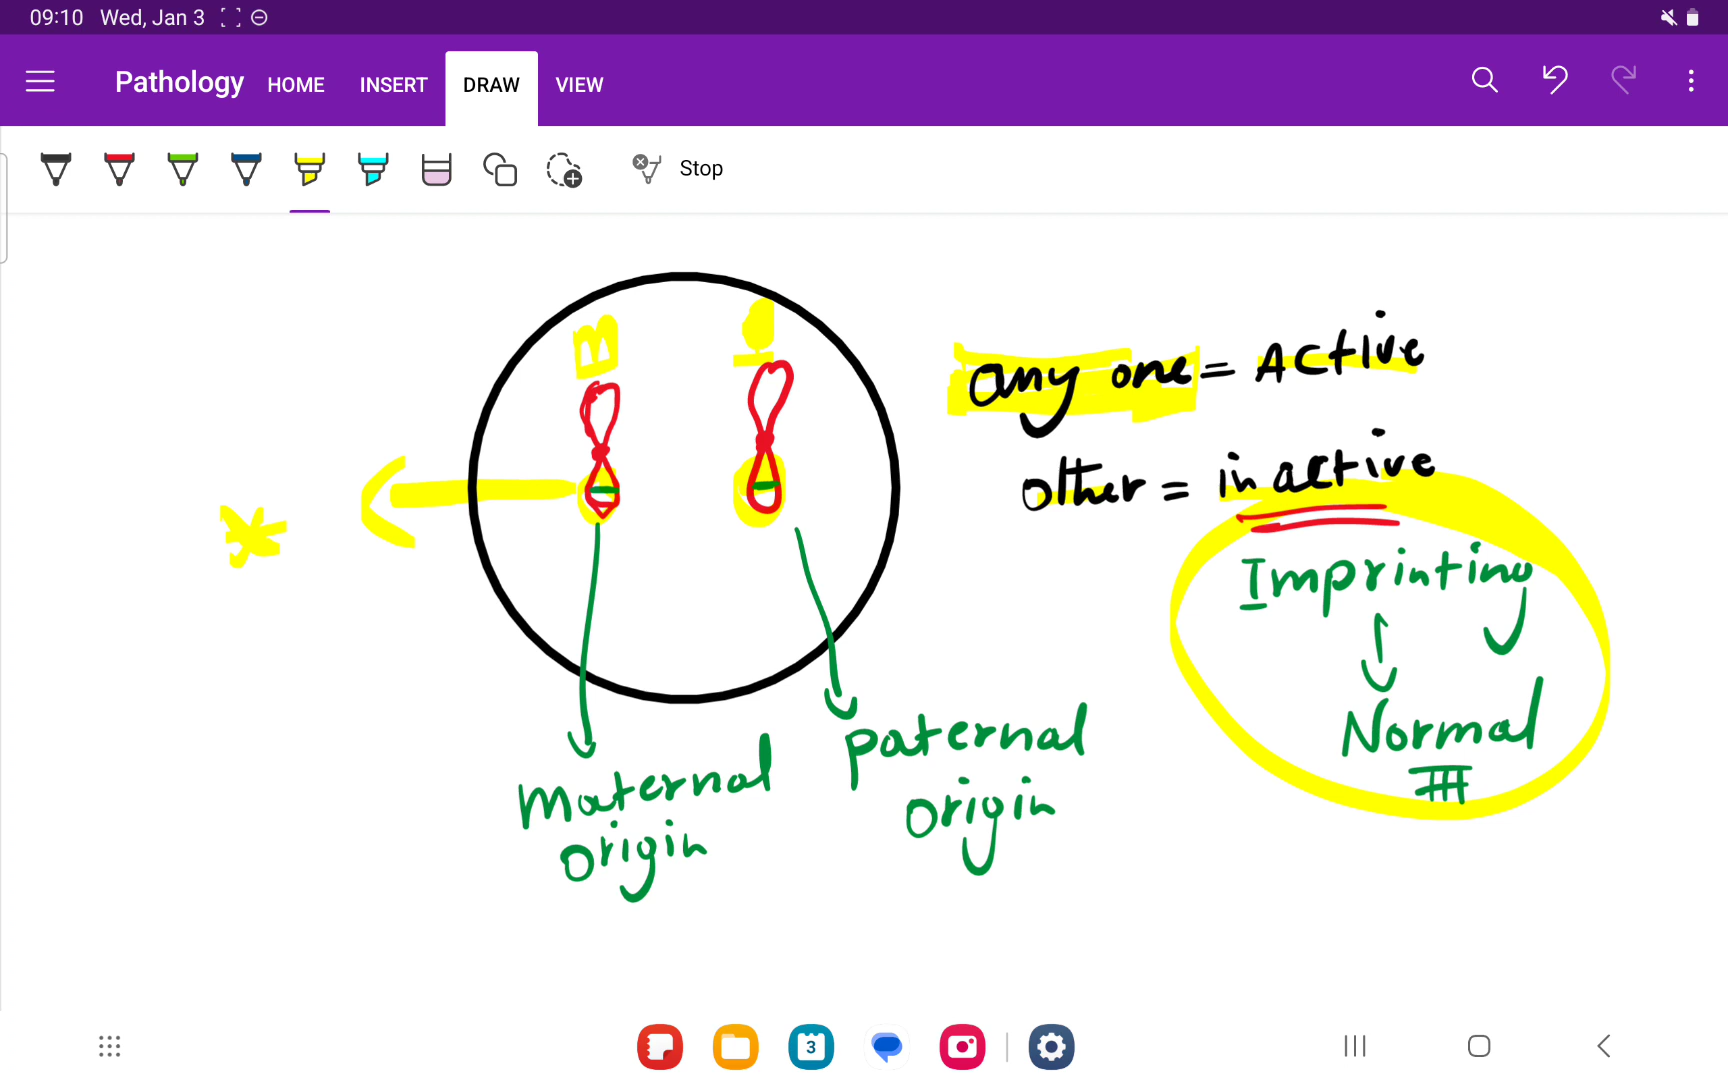 09:10 Wed, Jan 3
Pathology HOME INSERT DRAW VIEW
Stop
any one = Active
other = inactive
Imprinting
Normal
maternal
origin
paternal
origin
3